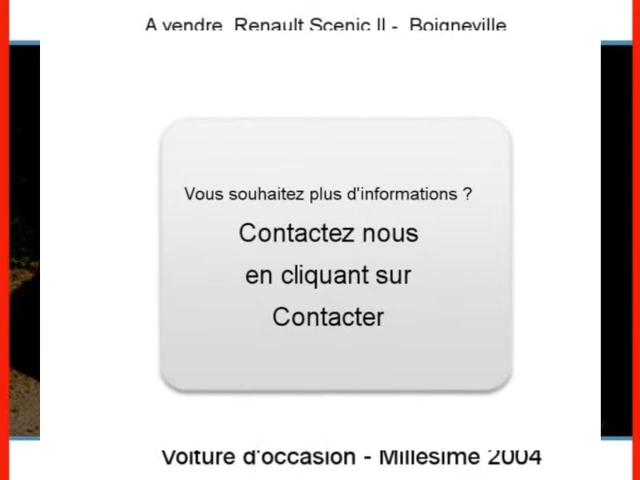 A vendre Renault Scenic II - Boigneville
Vous souhaitez plus d'informations ?
Contactez nous
en cliquant sur
Contacter
Voiture d'occasion - Millesime 2004